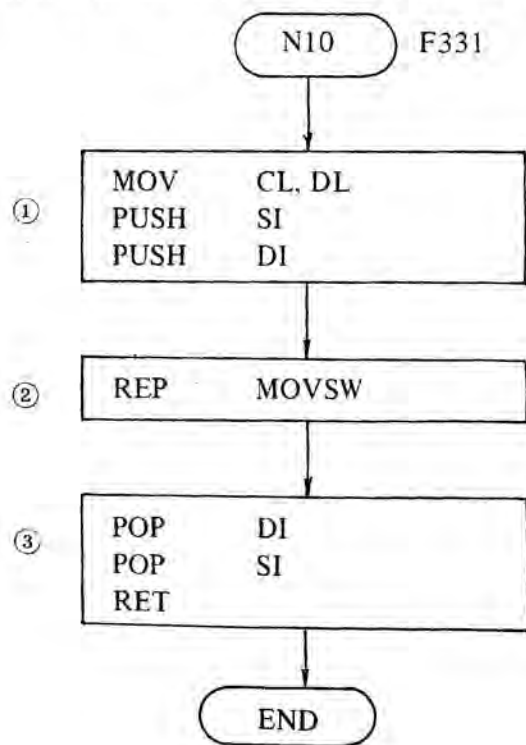 N10 F331
①
MOV CL, DL
PUSH SI
PUSH DI
②
REP MOVSW
③
POP DI
POP SI
RET
END